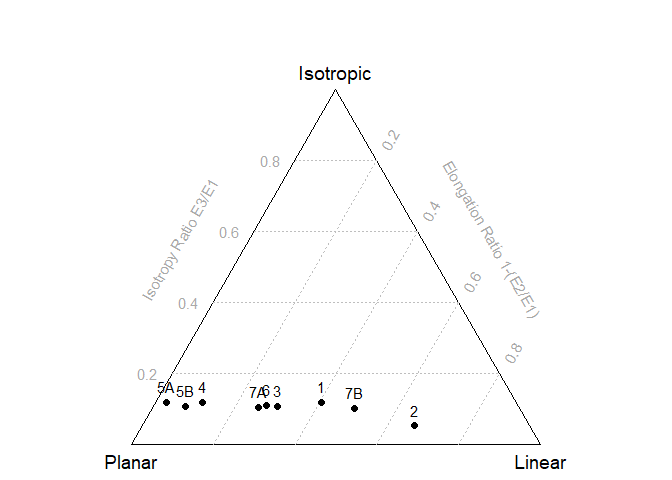 Isotropic
0.2
0.8
Isotropy Ratio E3/E1
Elongation Ratio 1-(E2/E1)
0.4
0.6
0.6
0.4
0.8
0.2
5A
5B
4
7A
6
3
1
7B
2
Planar
Linear